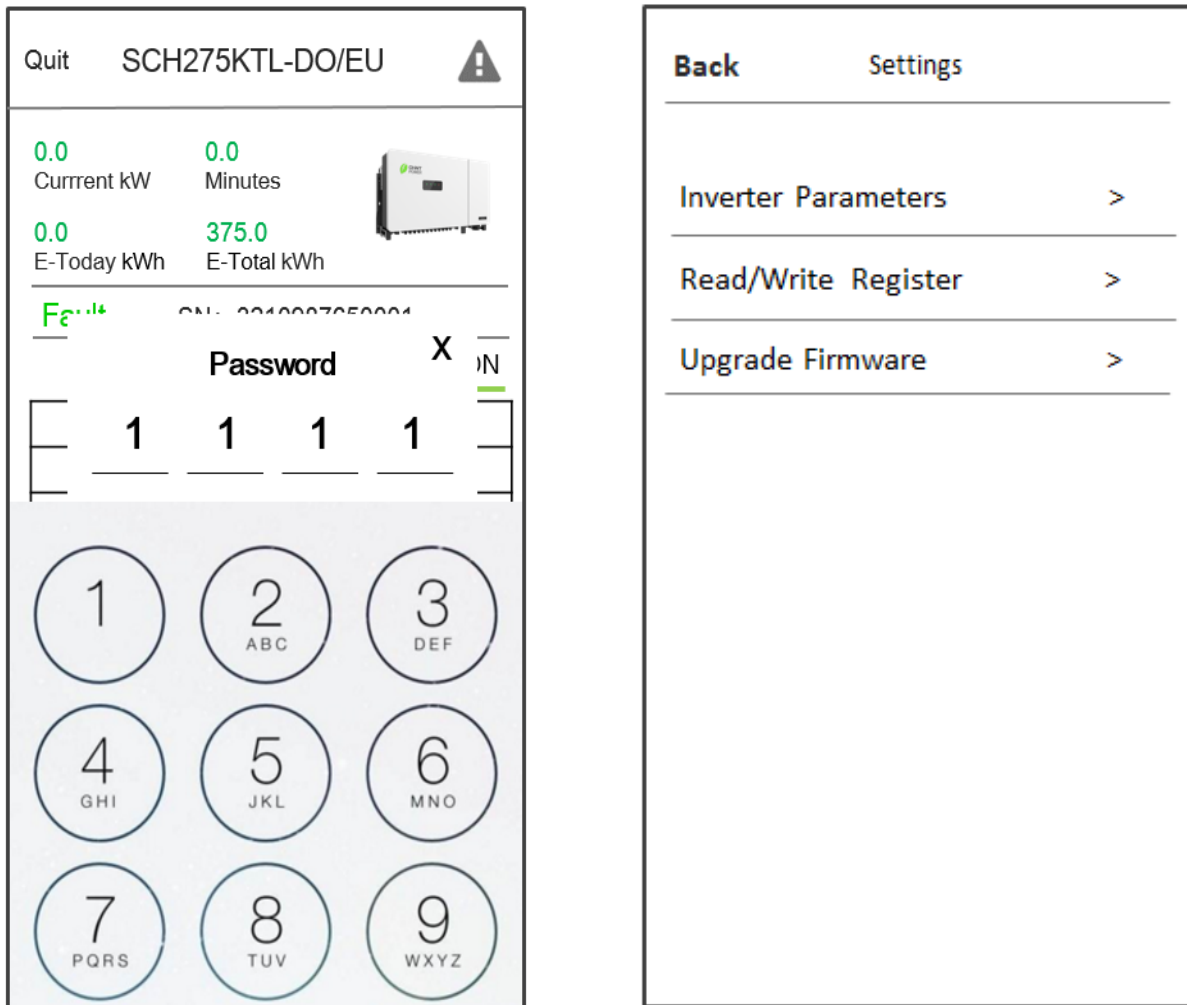 Quit SCH275KTL-DO/EU
0.0 0.0
Currrent kW Minutes
0.0 375.0
E-Today kWh E-Total kWh
Fault
Password X
1 1 1 1
1 2 3
ABC DEF
4 5 6
GHI JKL MNO
7 8 9
PQRS TUV WXYZ
Back Settings
Inverter Parameters >
Read/Write Register >
Upgrade Firmware >